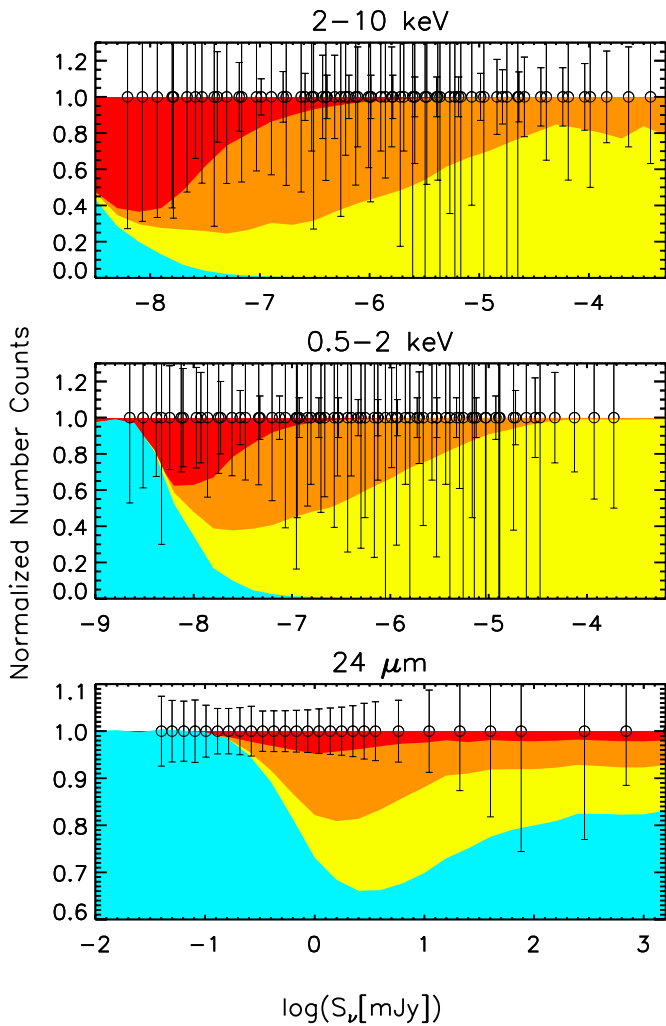 2−10 keV
1.2
1.0
0.8
0.6
0.4
0.2
0.0
−8 −7 −6 −5 −4
Normalized Number Counts
0.5−2 keV
1.2
1.0
0.8
0.6
0.4
0.2
0.0
−9 −8 −7 −6 −5 −4
24 μm
1.1
1.0
0.9
0.8
0.7
0.6
−2 −1 0 1 2 3
log(Sν[mJy])